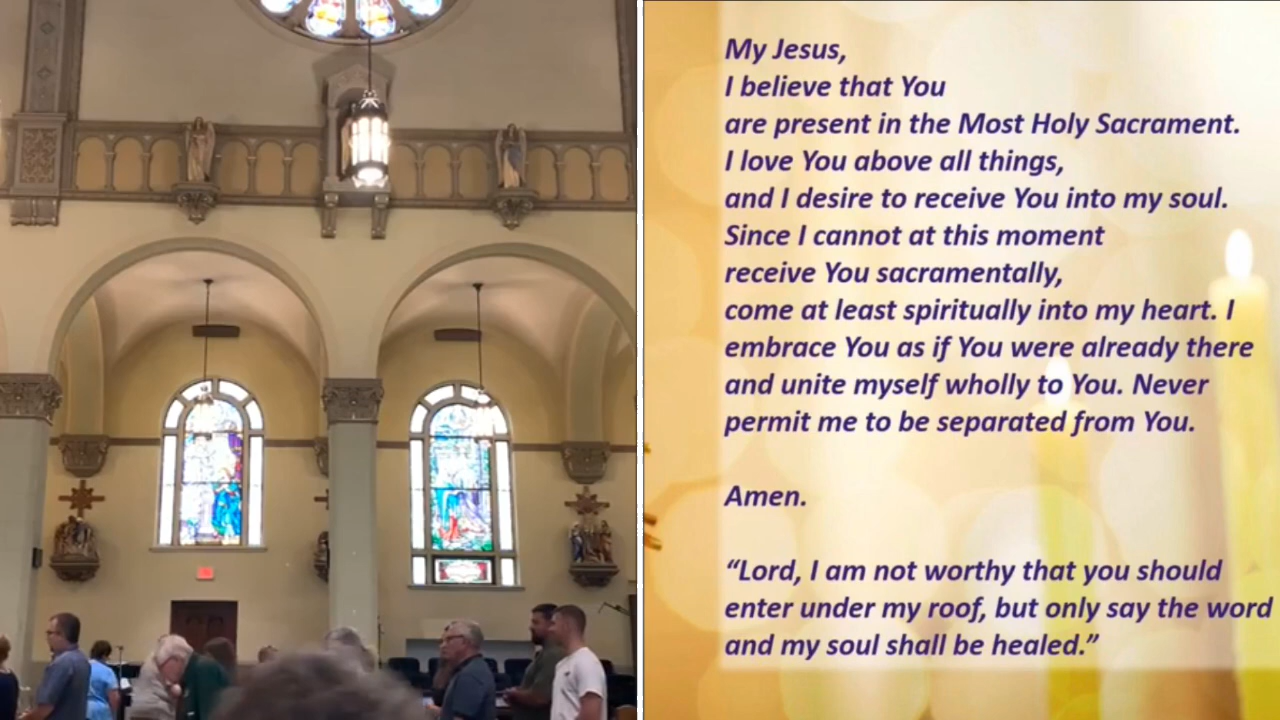 My Jesus,
I believe that You
are present in the Most Holy Sacrament.
I love You above all things,
and I desire to receive You into my soul.
Since I cannot at this moment
receive You sacramentally,
come at least spiritually into my heart. I
embrace You as if You were already there
and unite myself wholly to You. Never
permit me to be separated from You.
Amen.
“Lord, I am not worthy that you should
enter under my roof, but only say the word
and my soul shall be healed.”